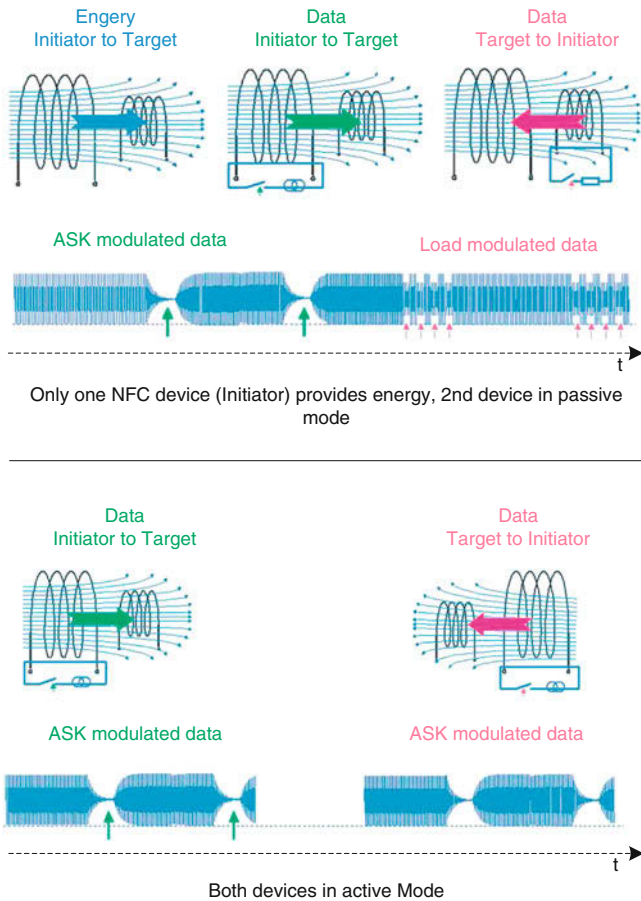 Engery
Initiator to Target
Data
Initiator to Target
Data
Target to Initiator
ASK modulated data
Load modulated data
t
Only one NFC device (Initiator) provides energy, 2nd device in passive
mode
Data
Initiator to Target
Data
Target to Initiator
ASK modulated data
ASK modulated data
t
Both devices in active Mode